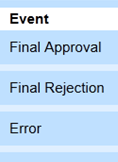 Event
Final Approval
Final Rejection
Error